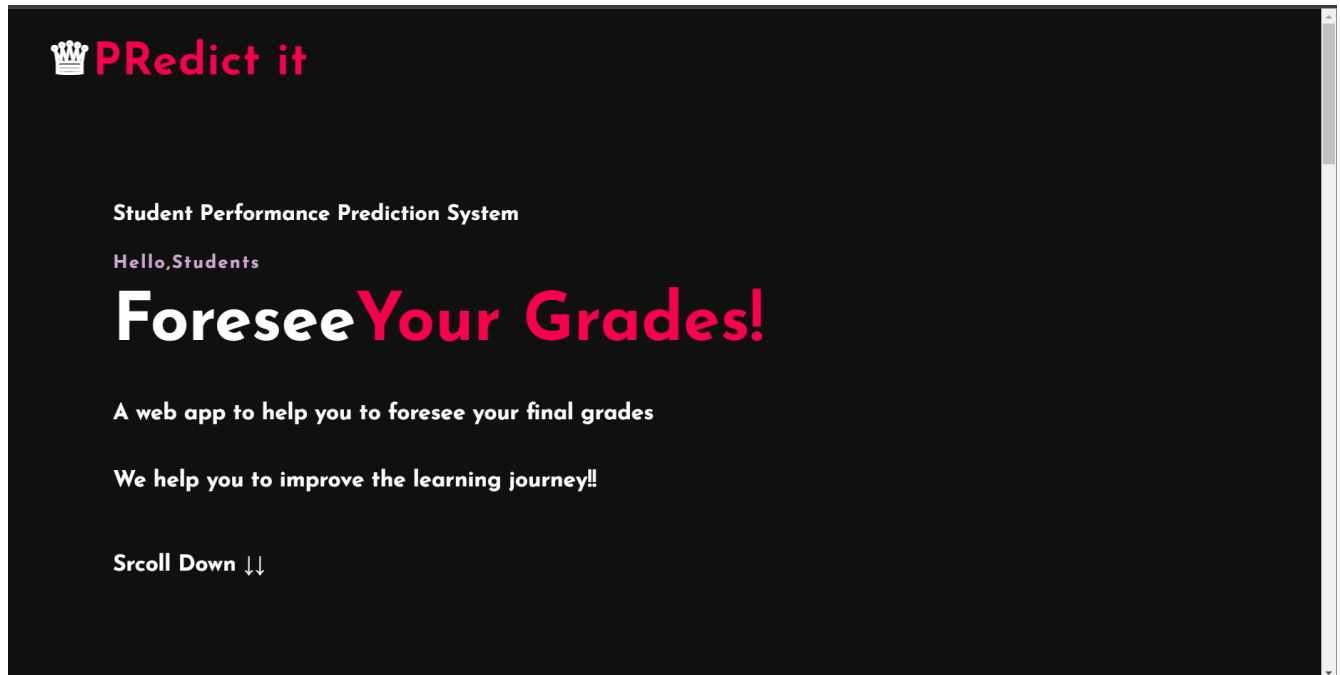 ♛PRedict it
Student Performance Prediction System
Hello,Students
ForeseeYour Grades!
A web app to help you to foresee your final grades
We help you to improve the learning journey!!
Srcoll Down ↓↓